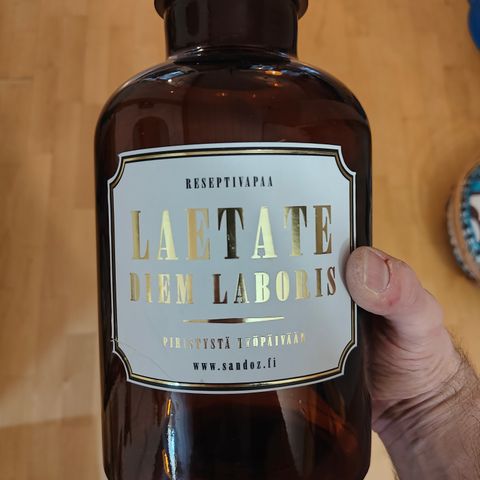 RESEPTIVAPAA
LAETATE
DIEM LABORIS
PIRISTYSTÄ TYÖPÄIVÄÄN
www.sandoz.fi